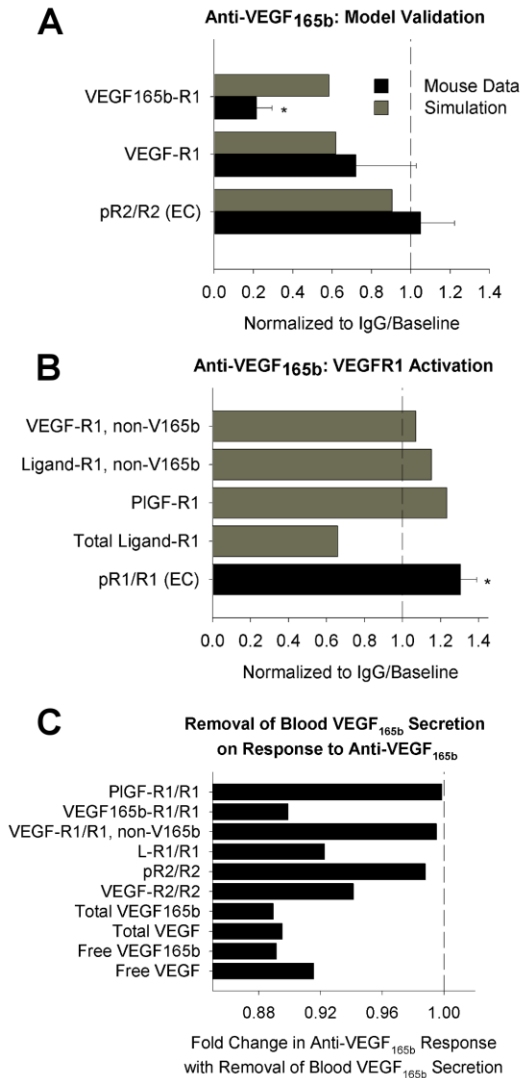 A
Anti-VEGF165b: Model Validation
VEGF165b-R1
VEGF-R1
pR2/R2 (EC)
Mouse Data
Simulation
*
0.0 0.2 0.4 0.6 0.8 1.0 1.2 1.4
Normalized to IgG/Baseline
B
Anti-VEGF165b: VEGFR1 Activation
VEGF-R1, non-V165b
Ligand-R1, non-V165b
PlGF-R1
Total Ligand-R1
pR1/R1 (EC)
*
0.0 0.2 0.4 0.6 0.8 1.0 1.2 1.4
Normalized to IgG/Baseline
C
Removal of Blood VEGF165b Secretion
on Response to Anti-VEGF165b
PlGF-R1/R1
VEGF165b-R1/R1
VEGF-R1/R1, non-V165b
L-R1/R1
pR2/R2
VEGF-R2/R2
Total VEGF165b
Total VEGF
Free VEGF165b
Free VEGF
0.88 0.92 0.96 1.00
Fold Change in Anti-VEGF165b Response
with Removal of Blood VEGF165b Secretion